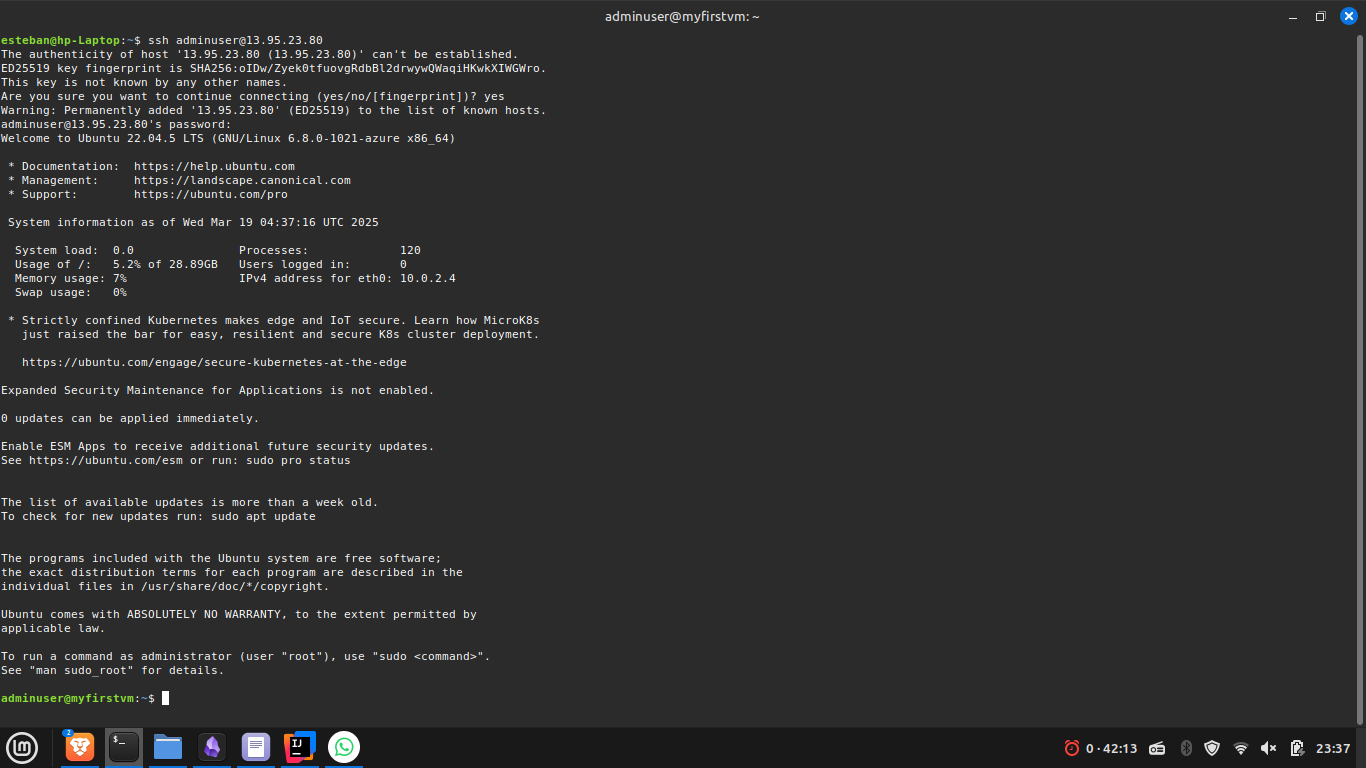 adminuser@myfirstvm: ~
esteban@hp-Laptop:~$ ssh adminuser@13.95.23.80
The authenticity of host '13.95.23.80 (13.95.23.80)' can't be established.
ED25519 key fingerprint is SHA256:oIDw/Zyek0tfuovgRdbBl2drwywQWaqiHKwkXIWGWro.
This key is not known by any other names.
Are you sure you want to continue connecting (yes/no/[fingerprint])? yes
Warning: Permanently added '13.95.23.80' (ED25519) to the list of known hosts.
adminuser@13.95.23.80's password:
Welcome to Ubuntu 22.04.5 LTS (GNU/Linux 6.8.0-1021-azure x86_64)
* Documentation:  https://help.ubuntu.com
* Management:     https://landscape.canonical.com
* Support:        https://ubuntu.com/pro
System information as of Wed Mar 19 04:37:16 UTC 2025
System load:  0.0               Processes:             120
Usage of /:   5.2% of 28.89GB   Users logged in:       0
Memory usage: 7%                IPv4 address for eth0: 10.0.2.4
Swap usage:   0%
* Strictly confined Kubernetes makes edge and IoT secure. Learn how MicroK8s
just raised the bar for easy, resilient and secure K8s cluster deployment.
https://ubuntu.com/engage/secure-kubernetes-at-the-edge
Expanded Security Maintenance for Applications is not enabled.
0 updates can be applied immediately.
Enable ESM Apps to receive additional future security updates.
See https://ubuntu.com/esm or run: sudo pro status
The list of available updates is more than a week old.
To check for new updates run: sudo apt update
The programs included with the Ubuntu system are free software;
the exact distribution terms for each program are described in the
individual files in /usr/share/doc/*/copyright.
Ubuntu comes with ABSOLUTELY NO WARRANTY, to the extent permitted by
applicable law.
To run a command as administrator (user "root"), use "sudo <command>".
See "man sudo_root" for details.
adminuser@myfirstvm:~$
2
$_
IJ
0 · 42:13
23:37